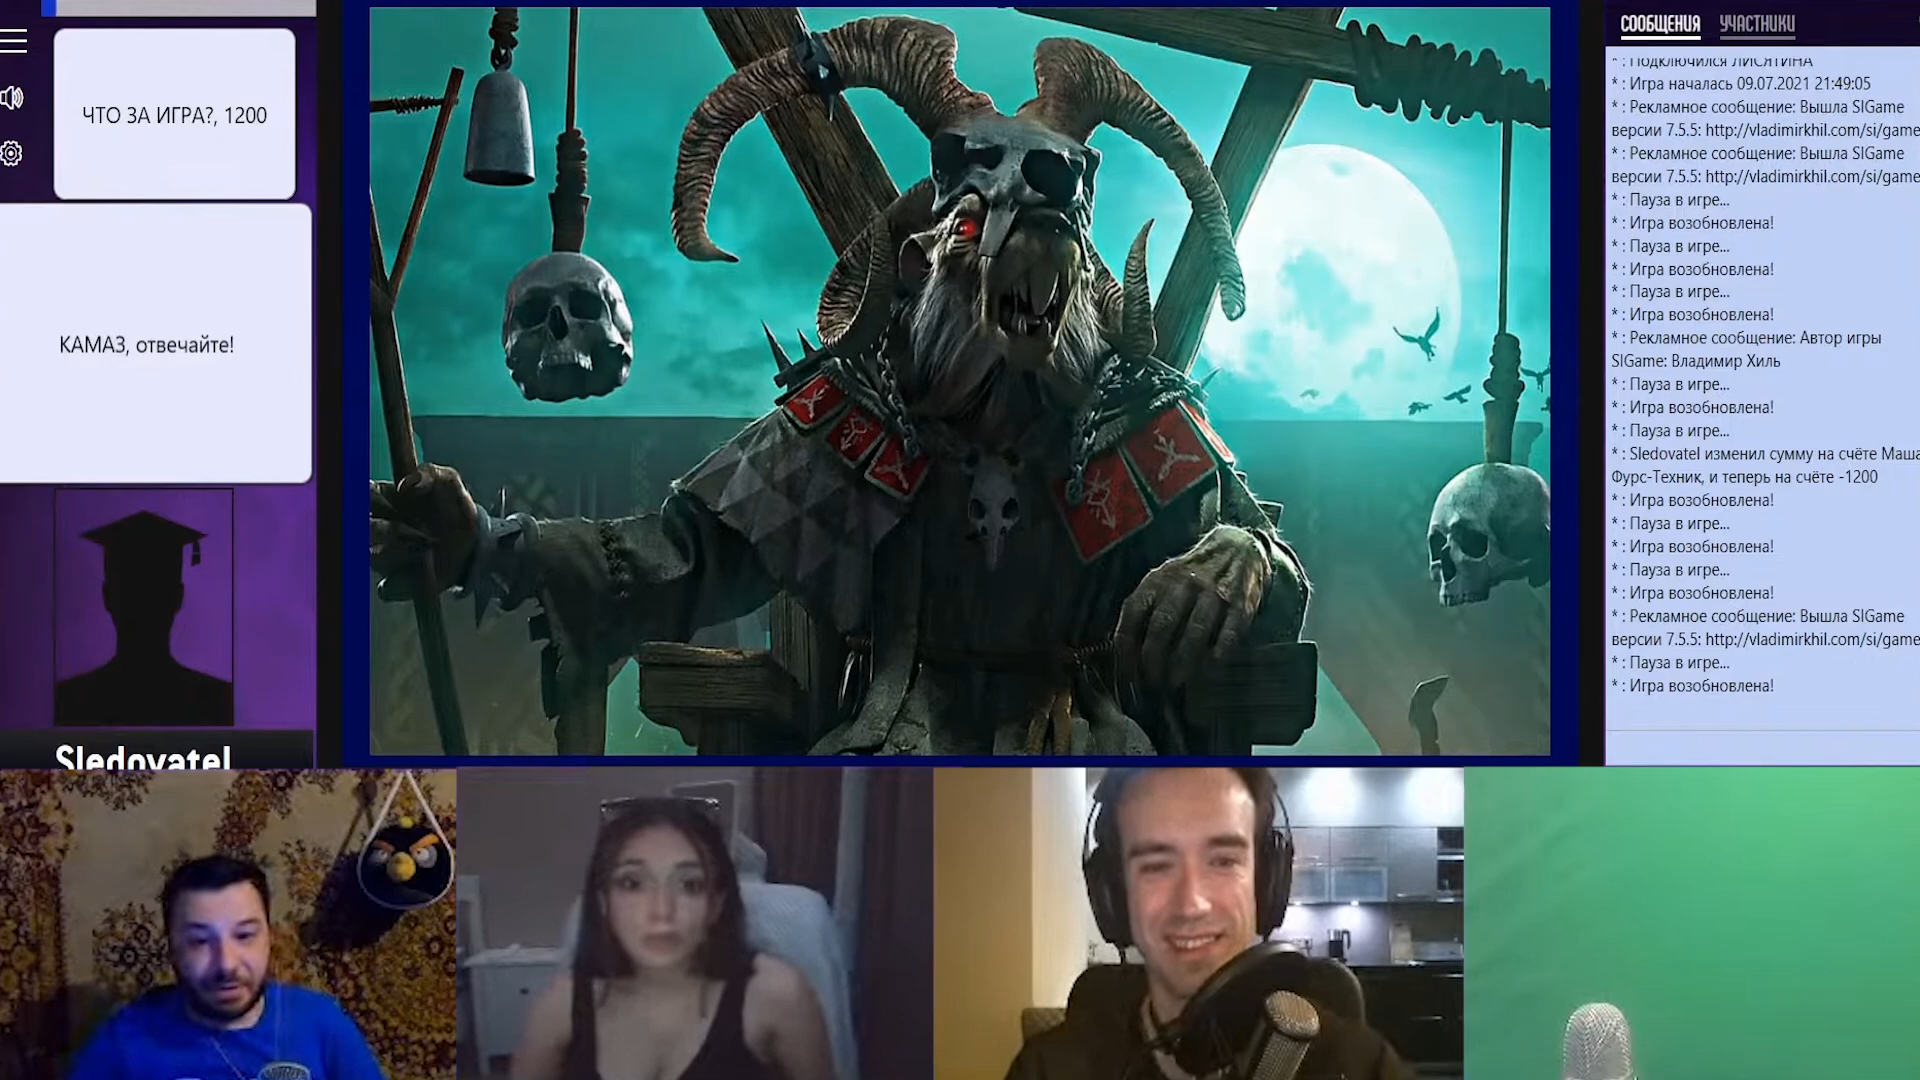 ЧТО ЗА ИГРА?, 1200
КАМАЗ, отвечайте!
Sledovatel
СООБЩЕНИЯ УЧАСТНИКИ
* : Подключился ЛИСЯТИНА
* : Игра началась 09.07.2021 21:49:05
* : Рекламное сообщение: Вышла SIGame
версии 7.5.5: http://vladimirkhil.com/si/game
* : Рекламное сообщение: Вышла SIGame
версии 7.5.5: http://vladimirkhil.com/si/game
* : Пауза в игре...
* : Игра возобновлена!
* : Пауза в игре...
* : Игра возобновлена!
* : Пауза в игре...
* : Игра возобновлена!
* : Рекламное сообщение: Автор игры
SIGame: Владимир Хиль
* : Пауза в игре...
* : Игра возобновлена!
* : Пауза в игре...
* : Sledovatel изменил сумму на счёте Маша
Фурс-Техник, и теперь на счёте -1200
* : Игра возобновлена!
* : Пауза в игре...
* : Игра возобновлена!
* : Пауза в игре...
* : Игра возобновлена!
* : Рекламное сообщение: Вышла SIGame
версии 7.5.5: http://vladimirkhil.com/si/game
* : Пауза в игре...
* : Игра возобновлена!